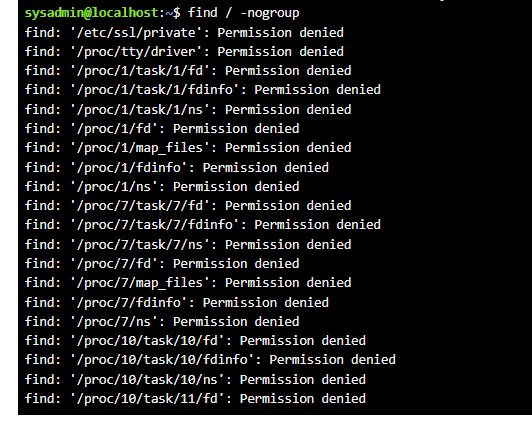 sysadmin@localhost:~$ find / -nogroup
find: '/etc/ssl/private': Permission denied
find: '/proc/tty/driver': Permission denied
find: '/proc/1/task/1/fd': Permission denied
find: '/proc/1/task/1/fdinfo': Permission denied
find: '/proc/1/task/1/ns': Permission denied
find: '/proc/1/fd': Permission denied
find: '/proc/1/map_files': Permission denied
find: '/proc/1/fdinfo': Permission denied
find: '/proc/1/ns': Permission denied
find: '/proc/7/task/7/fd': Permission denied
find: '/proc/7/task/7/fdinfo': Permission denied
find: '/proc/7/task/7/ns': Permission denied
find: '/proc/7/fd': Permission denied
find: '/proc/7/map_files': Permission denied
find: '/proc/7/fdinfo': Permission denied
find: '/proc/7/ns': Permission denied
find: '/proc/10/task/10/fd': Permission denied
find: '/proc/10/task/10/fdinfo': Permission denied
find: '/proc/10/task/10/ns': Permission denied
find: '/proc/10/task/11/fd': Permission denied